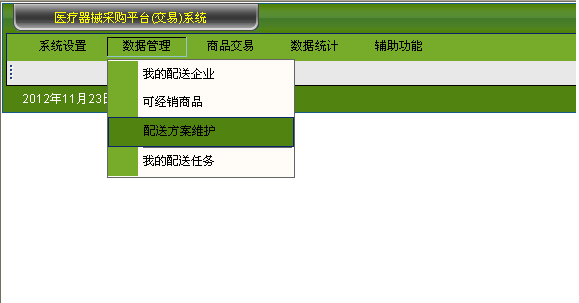 医疗器械采购平台(交易)系统
系统设置 数据管理 商品交易 数据统计 辅助功能
我的配送企业
可经销商品
2012年11月23
配送方案维护
我的配送任务